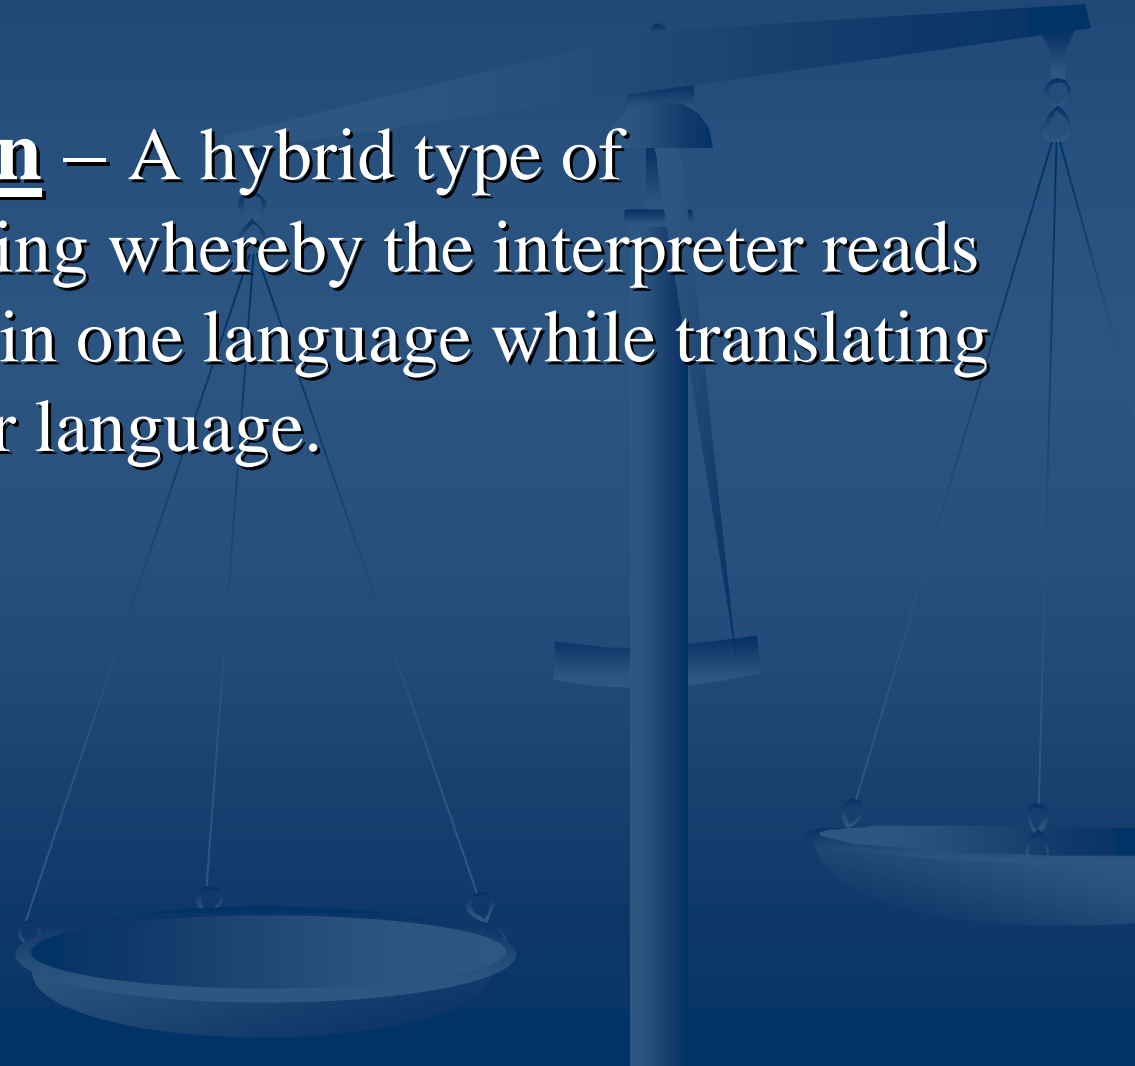 n – A hybrid type of
ing whereby the interpreter reads
in one language while translating
r language.